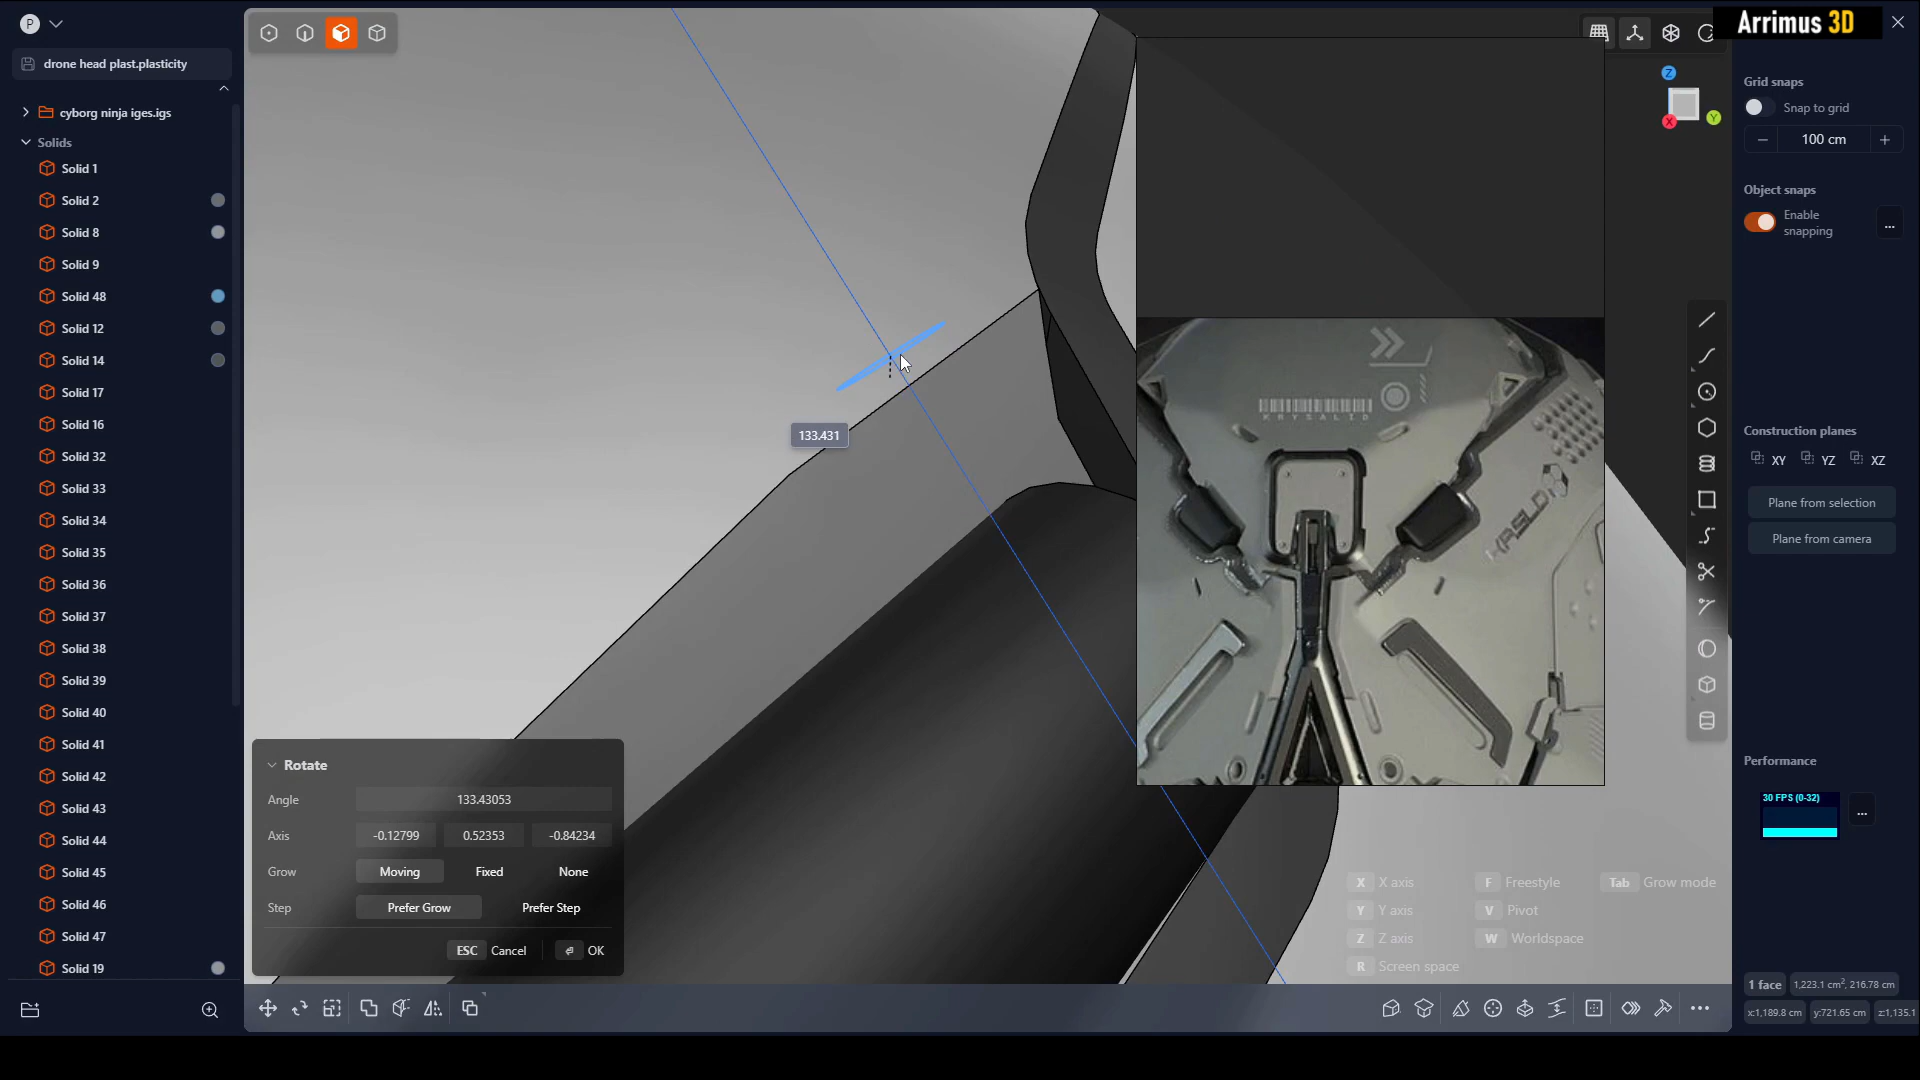 P
drone head plast.plasticity
cyborg ninja iges.igs
Solids
Solid 1
Solid 2
Solid 8
Solid 9
Solid 48
Solid 12
Solid 14
Solid 17
Solid 16
Solid 32
Solid 33
Solid 34
Solid 35
Solid 36
Solid 37
Solid 38
Solid 39
Solid 40
Solid 41
Solid 42
Solid 43
Solid 44
Solid 45
Solid 46
Solid 47
Solid 19
133.431
Rotate
Angle 133.43053
Axis -0.12799 0.52353 -0.84234
Grow Moving Fixed None
Step Prefer Grow Prefer Step
ESC Cancel OK
KRYZALID
KASLD
Z
X
Y
X X axis F Freestyle Tab Grow mode
Y Y axis V Pivot
Z Z axis W Worldspace
R Screen space
Arrimus 3D
Grid snaps
Snap to grid
100 cm
Object snaps
Enable
snapping
...
Construction planes
XY YZ XZ
Plane from selection
Plane from camera
Performance
30 FPS (0-32)
...
1 face 1,223.1 cm², 216.78 cm
x:1,189.8 cm y:721.65 cm z:1,135.1